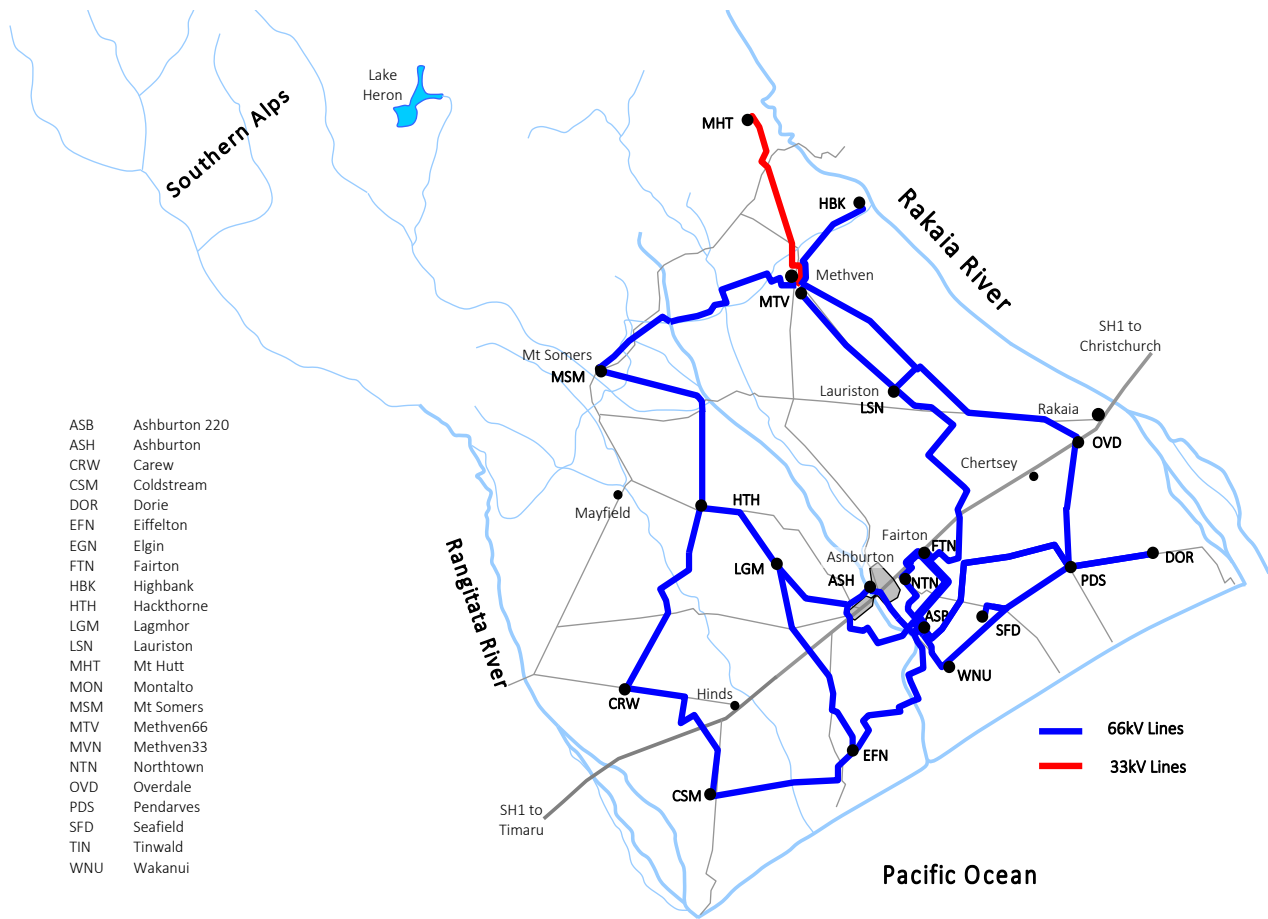 Lake
Heron
Southern Alps
MHT
HBK
Rakaia River
Methven
MTV
SH1 to
Christchurch
Mt Somers
MSM
Lauriston
LSN
Rakaia
OVD
Chertsey
HTH
Mayfield
Fairton
FTN
Ashburton
LGM
ASH
NTN
PDS
DOR
ASB
SFD
WNU
Rangitata River
CRW
Hinds
EFN
CSM
SH1 to
Timaru
66kV Lines
33kV Lines
Pacific Ocean
ASB Ashburton 220
ASH Ashburton
CRW Carew
CSM Coldstream
DOR Dorie
EFN Eiffelton
EGN Elgin
FTN Fairton
HBK Highbank
HTH Hackthorne
LGM Lagmhor
LSN Lauriston
MHT Mt Hutt
MON Montalto
MSM Mt Somers
MTV Methven66
MVN Methven33
NTN Northtown
OVD Overdale
PDS Pendarves
SFD Seafield
TIN Tinwald
WNU Wakanui